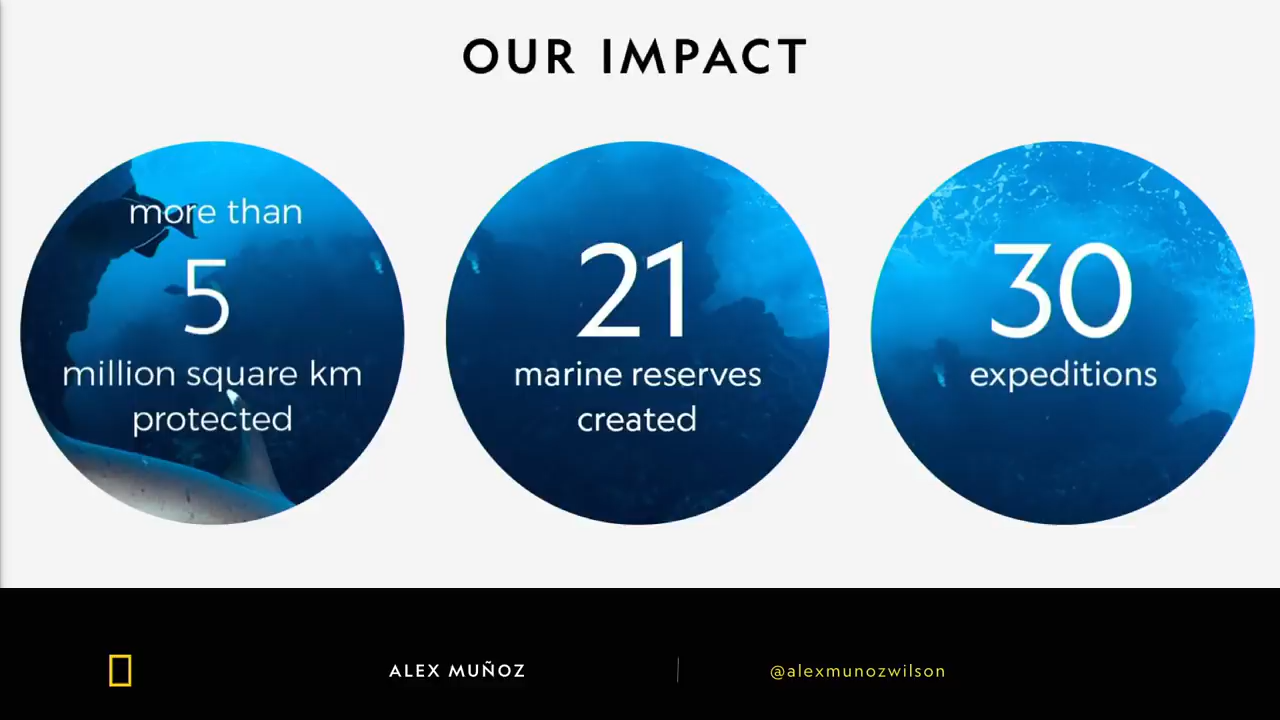 OUR IMPACT
more than
5
million square km
protected
21
marine reserves
created
30
expeditions
ALEX MUÑOZ
@alexmunozwilson